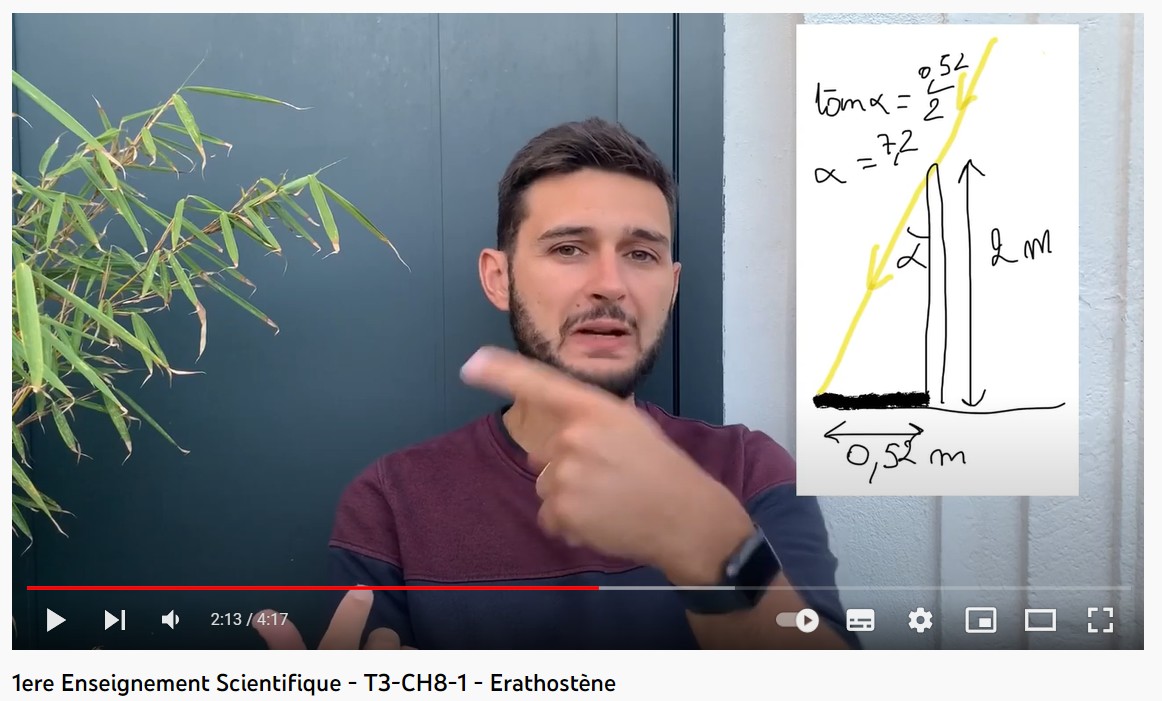 tan α = 0,52 / 2
α = 7,2
α
2 m
0,52 m
2:13 / 4:17
1ere Enseignement Scientifique - T3-CH8-1 - Erathostène